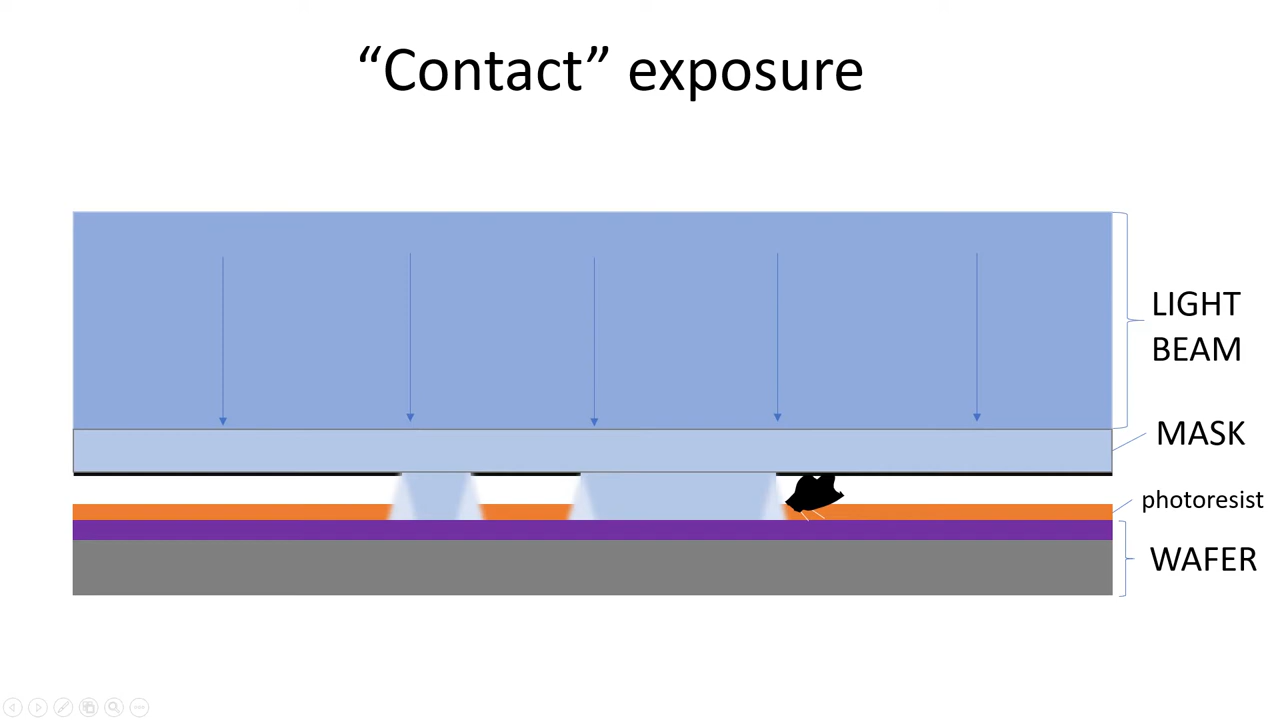 “Contact” exposure
LIGHT
BEAM
MASK
photoresist
WAFER